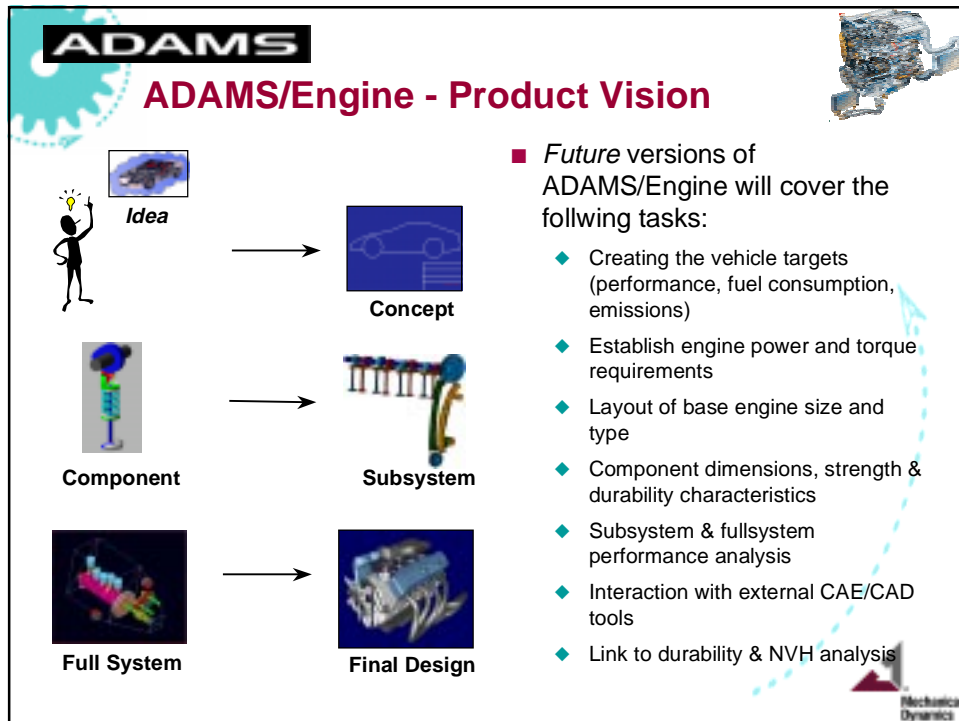 ADAMS
ADAMS/Engine - Product Vision
Idea
Concept
Component
Subsystem
Full System
Final Design
■ Future versions of
ADAMS/Engine will cover the
follwing tasks:
◆ Creating the vehicle targets
(performance, fuel consumption,
emissions)
◆ Establish engine power and torque
requirements
◆ Layout of base engine size and
type
◆ Component dimensions, strength &
durability characteristics
◆ Subsystem & fullsystem
performance analysis
◆ Interaction with external CAE/CAD
tools
◆ Link to durability & NVH analysis
Mechanical
Dynamics